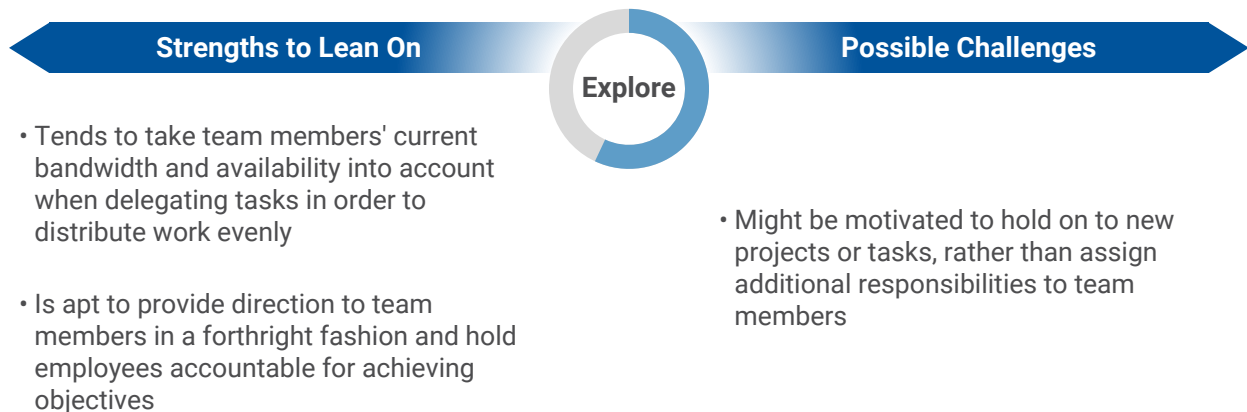 Strengths to Lean On
Explore
Possible Challenges
• Tends to take team members' current
bandwidth and availability into account
when delegating tasks in order to
distribute work evenly
• Is apt to provide direction to team
members in a forthright fashion and hold
employees accountable for achieving
objectives
• Might be motivated to hold on to new
projects or tasks, rather than assign
additional responsibilities to team
members